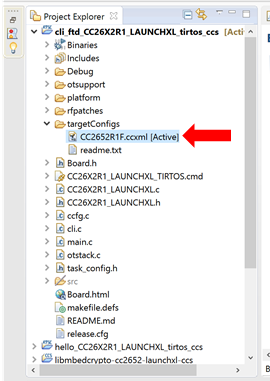 Project Explorer
cli_ftd_CC26X2R1_LAUNCHXL_tirtos_ccs [Acti
Binaries
Includes
Debug
otsupport
platform
rfpatches
targetConfigs
CC2652R1F.ccxml [Active]
readme.txt
Board.h
CC26X2R1_LAUNCHXL_TIRTOS.cmd
CC26X2R1_LAUNCHXL.c
CC26X2R1_LAUNCHXL.h
ccfg.c
cli.c
main.c
otstack.c
task_config.h
src
Board.html
makefile.defs
README.md
release.cfg
hello_CC26X2R1_LAUNCHXL_tirtos_ccs
libmbedcrypto-cc2652-launchxl-ccs